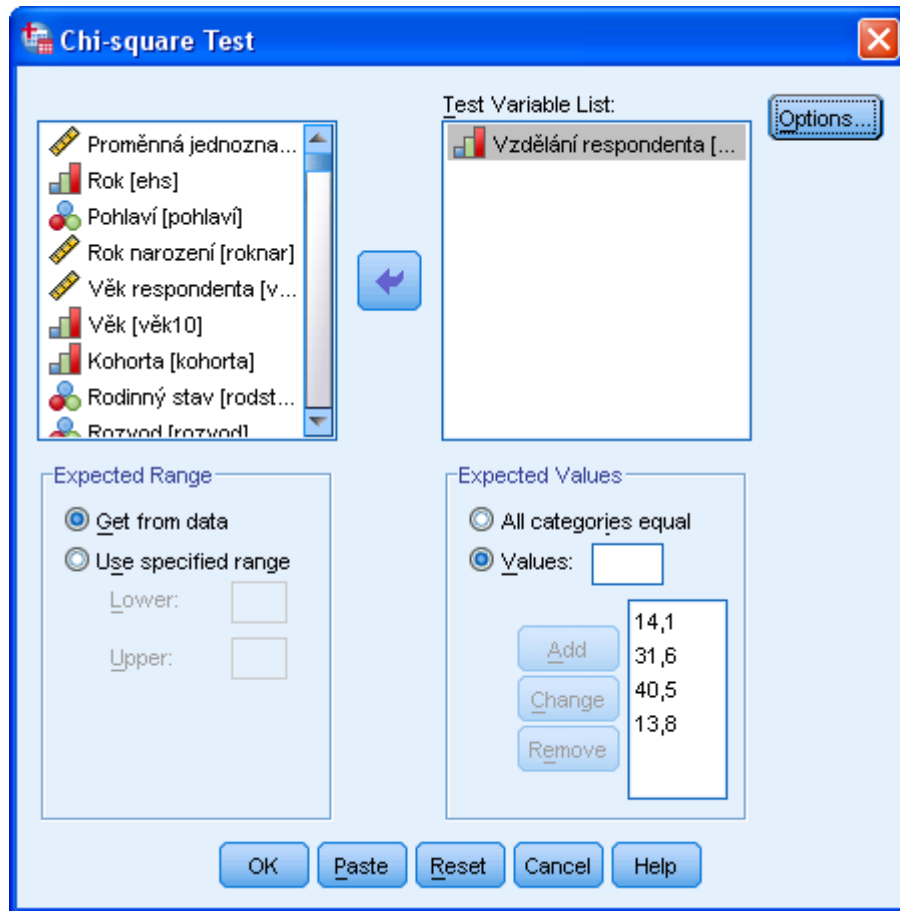 Chi-square Test
Test Variable List:
Options...
Proměnná jednozna...
Rok [ehs]
Pohlaví [pohlaví]
Rok narození [roknar]
Věk respondenta [v...
Věk [věk10]
Kohorta [kohorta]
Rodinný stav [rodst...
Rozvod [rozvod]
Vzdělání respondenta [...
Expected Range
Get from data
Use specified range
Lower:
Upper:
Expected Values
All categories equal
Values:
Add
Change
Remove
14,1
31,6
40,5
13,8
OK
Paste
Reset
Cancel
Help